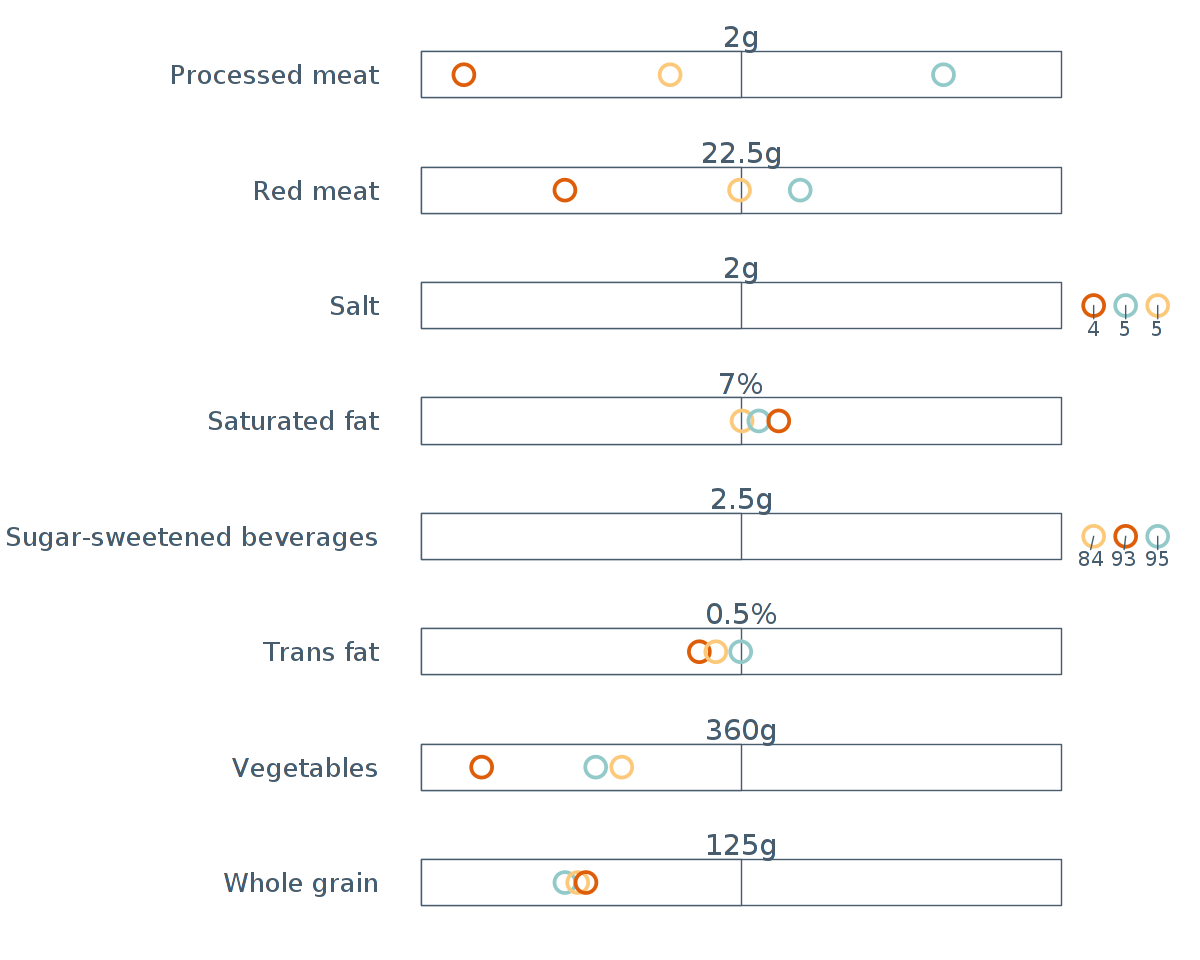 2g
Processed meat
22.5g
Red meat
2g
Salt
4 5 5
7%
Saturated fat
2.5g
Sugar-sweetened beverages
84 93 95
0.5%
Trans fat
360g
Vegetables
125g
Whole grain